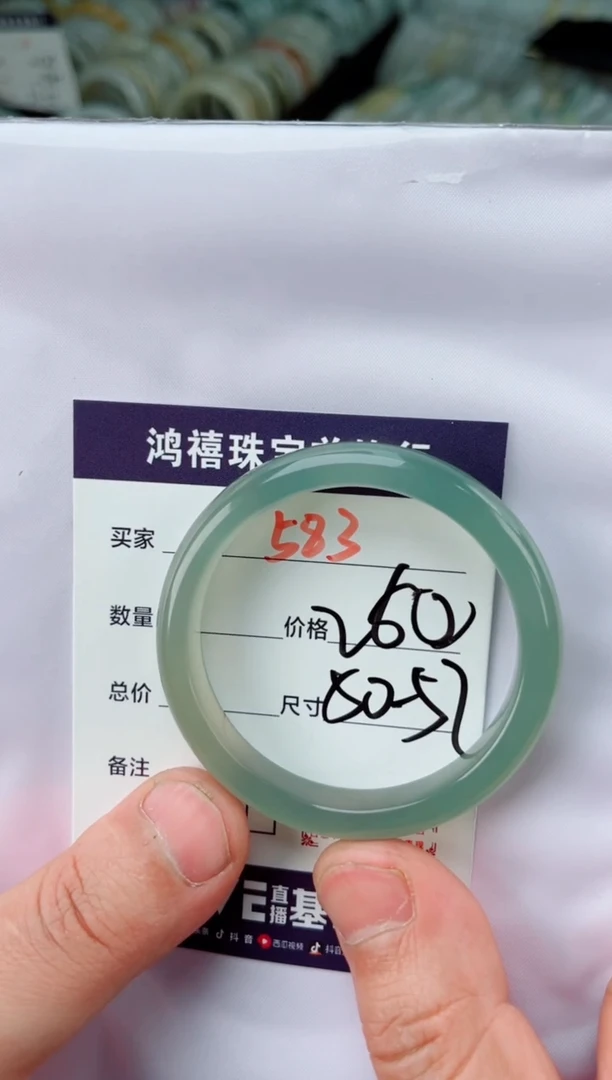 鸿禧珠宝
买家 583
数量
价格 260
总价
尺寸 50-51
备注
直播基
抖音 西瓜视频 抖音